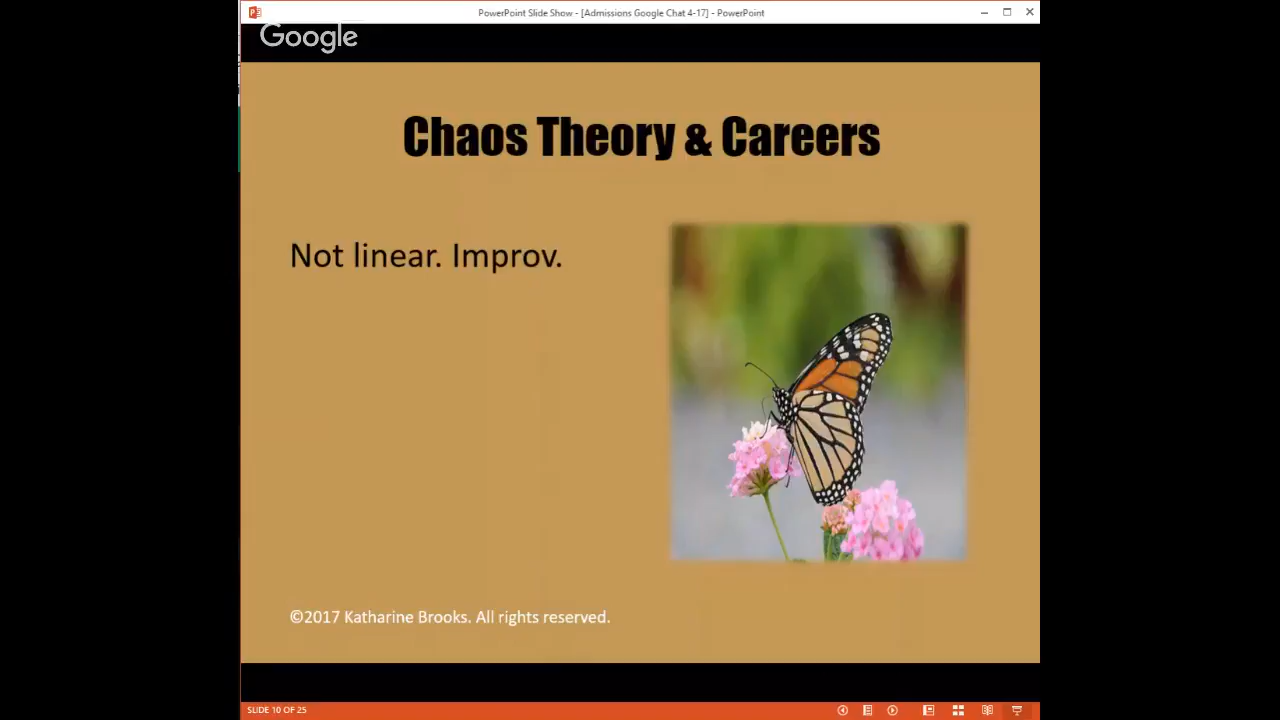 PowerPoint Slide Show - [Admissions Google Chat 4-17] - PowerPoint
Google
Chaos Theory & Careers
Not linear. Improv.
©2017 Katharine Brooks. All rights reserved.
SLIDE 10 OF 25